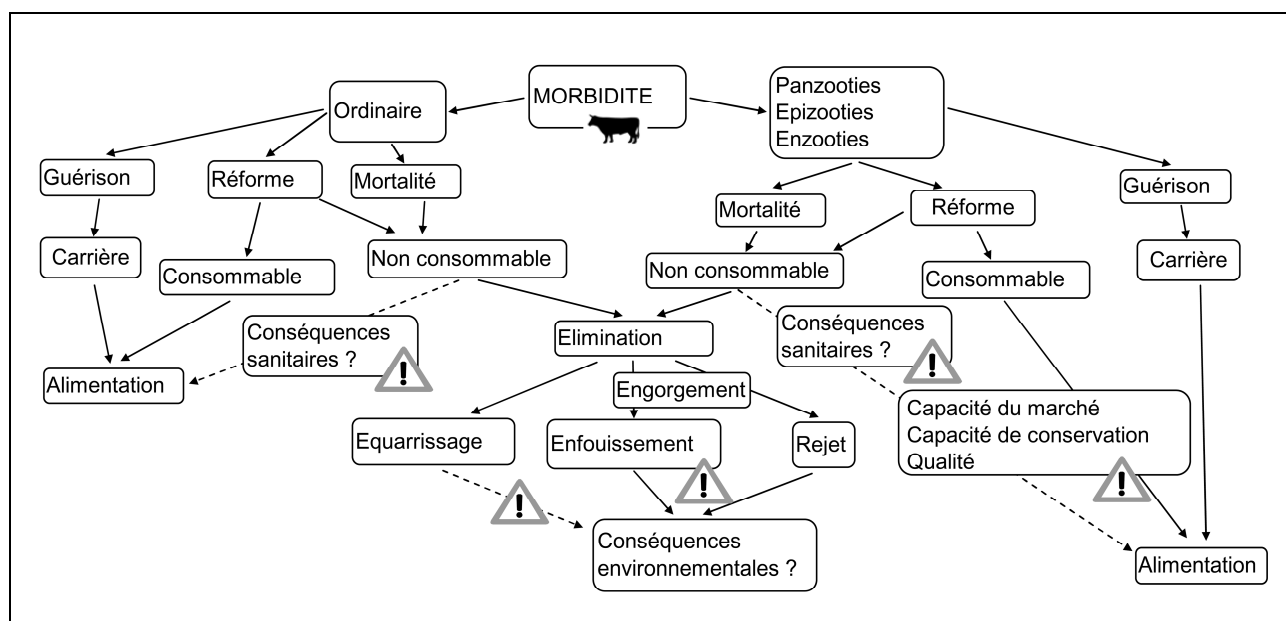 MORBIDITE
Ordinaire
Panzooties
Epizooties
Enzooties
Guérison
Réforme
Mortalité
Mortalité
Réforme
Guérison
Carrière
Consommable
Non consommable
Non consommable
Consommable
Carrière
Conséquences
sanitaires ?
!
Elimination
Conséquences
sanitaires ?
!
Alimentation
Engorgement
Equarrissage
Enfouissement
!
Rejet
Capacité du marché
Capacité de conservation
Qualité
!
!
Conséquences
environnementales ?
Alimentation